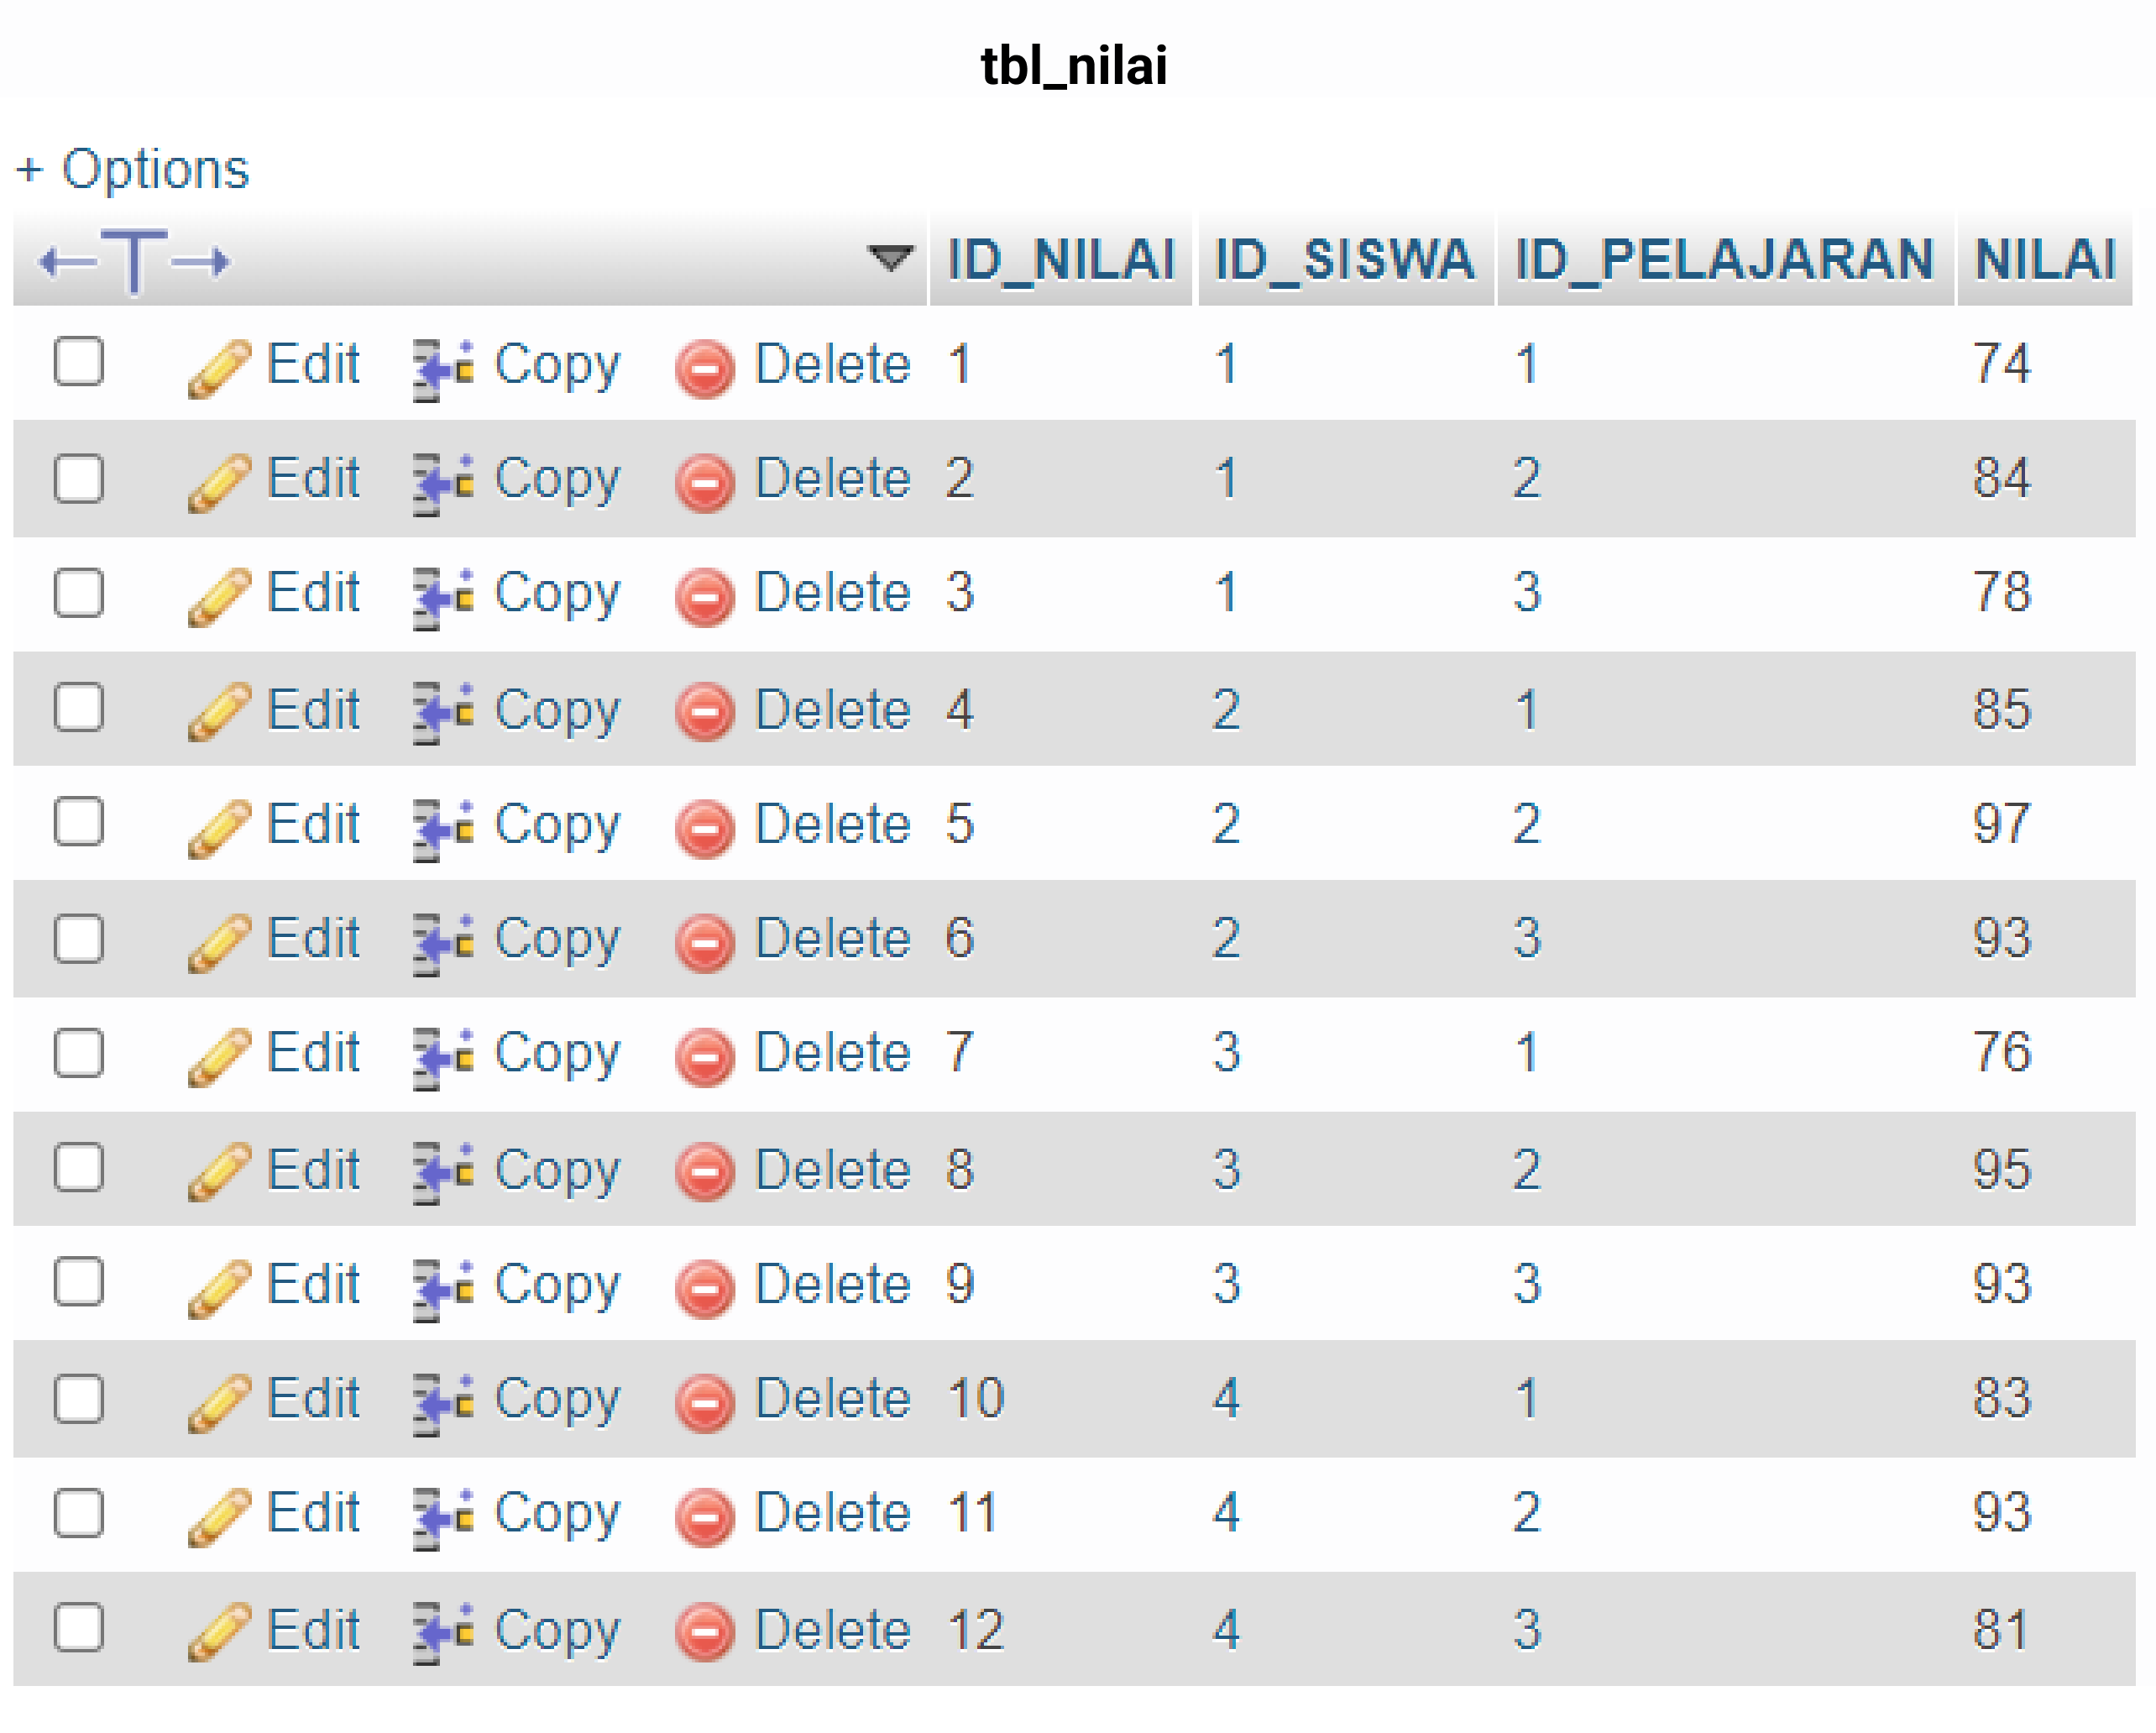 tbl_nilai
+ Options
ID_NILAI ID_SISWA ID_PELAJARAN NILAI
Edit Copy Delete 1 1 1 74
Edit Copy Delete 2 1 2 84
Edit Copy Delete 3 1 3 78
Edit Copy Delete 4 2 1 85
Edit Copy Delete 5 2 2 97
Edit Copy Delete 6 2 3 93
Edit Copy Delete 7 3 1 76
Edit Copy Delete 8 3 2 95
Edit Copy Delete 9 3 3 93
Edit Copy Delete 10 4 1 83
Edit Copy Delete 11 4 2 93
Edit Copy Delete 12 4 3 81